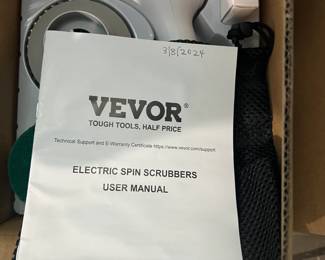 3/8/2024
VEVOR®
TOUGH TOOLS, HALF PRICE
Technical Support and E-Warranty Certificate https://www.vevor.com/support
ELECTRIC SPIN SCRUBBERS
USER MANUAL